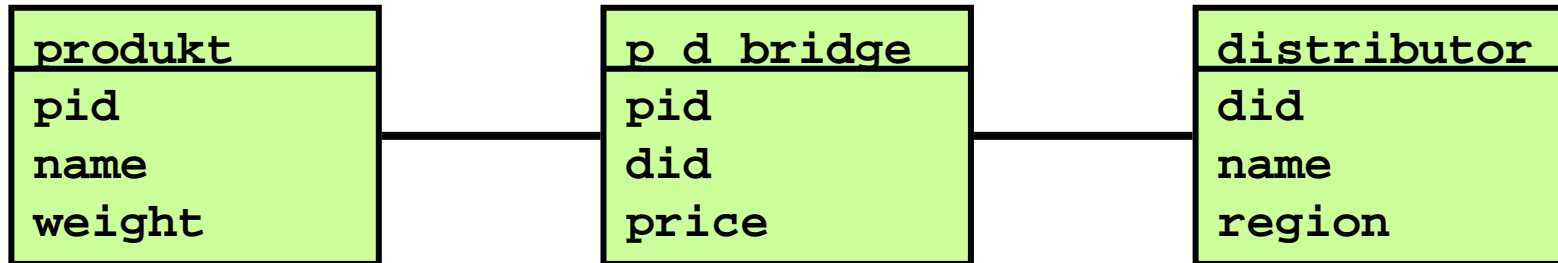 produkt
pid
name
weight
p d bridge
pid
did
price
distributor
did
name
region